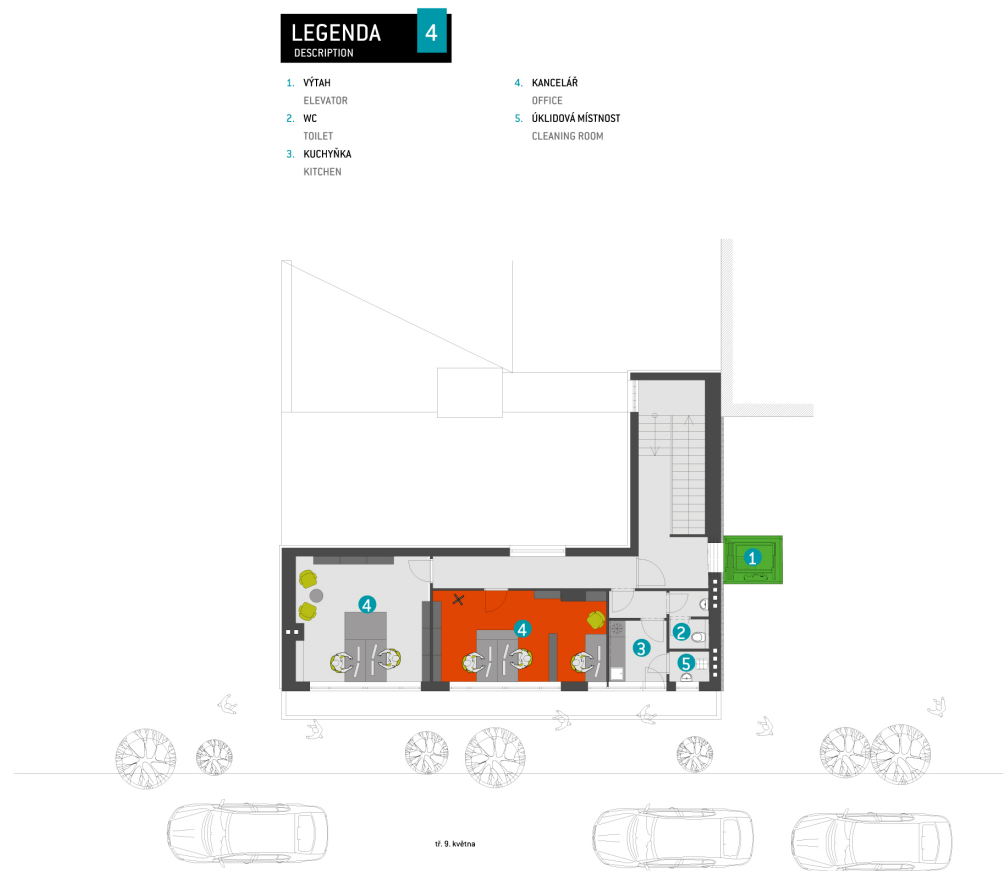 LEGENDA
DESCRIPTION
4
1. VÝTAH
ELEVATOR
2. WC
TOILET
3. KUCHYŇKA
KITCHEN
4. KANCELÁŘ
OFFICE
5. ÚKLIDOVÁ MÍSTNOST
CLEANING ROOM
1
4
4
2
3
5
tř. 9. května